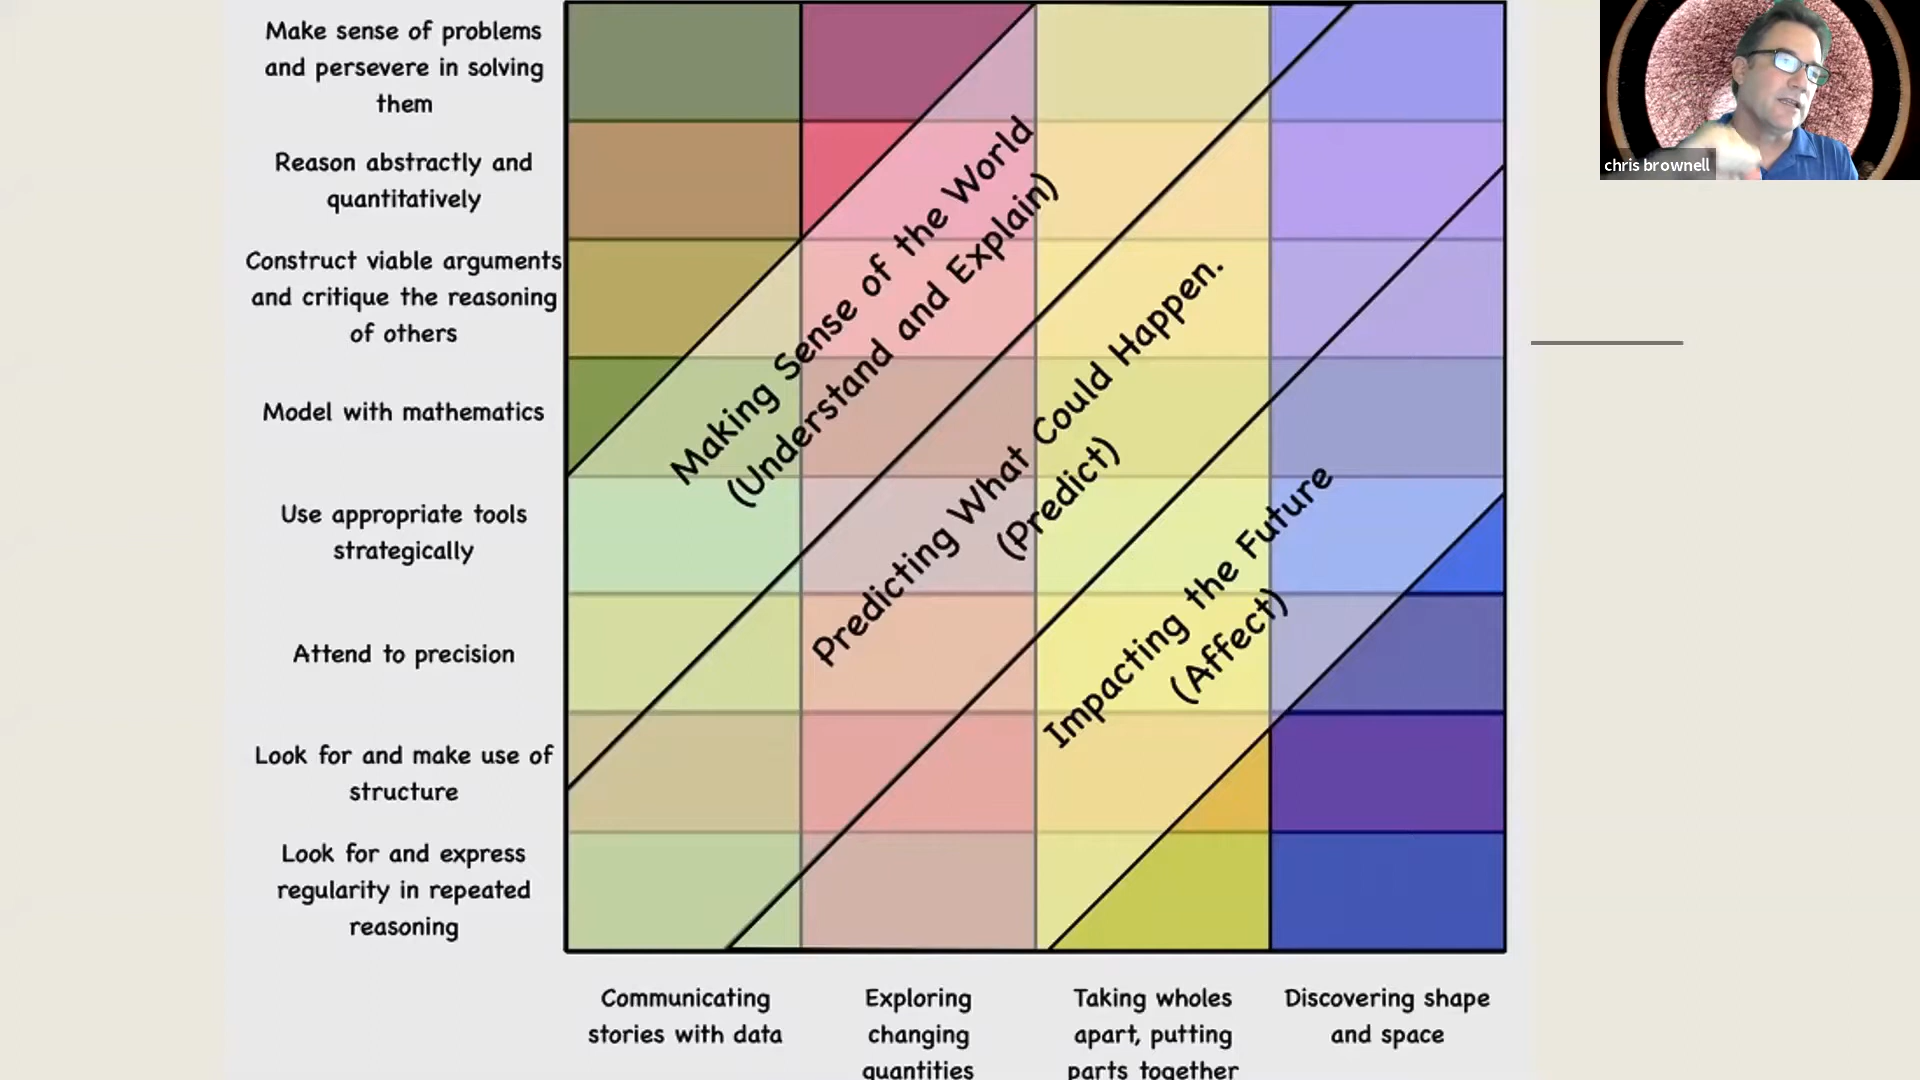 Make sense of problems
and persevere in solving
them
Reason abstractly and
quantitatively
Construct viable arguments
and critique the reasoning
of others
Model with mathematics
Use appropriate tools
strategically
Attend to precision
Look for and make use of
structure
Look for and express
regularity in repeated
reasoning
Making Sense of the World
(Understand and Explain)
Predicting What Could Happen.
(Predict)
Impacting the Future
(Affect)
Communicating
stories with data
Exploring
changing
quantities
Taking wholes
apart, putting
parts together
Discovering shape
and space
chris brownell